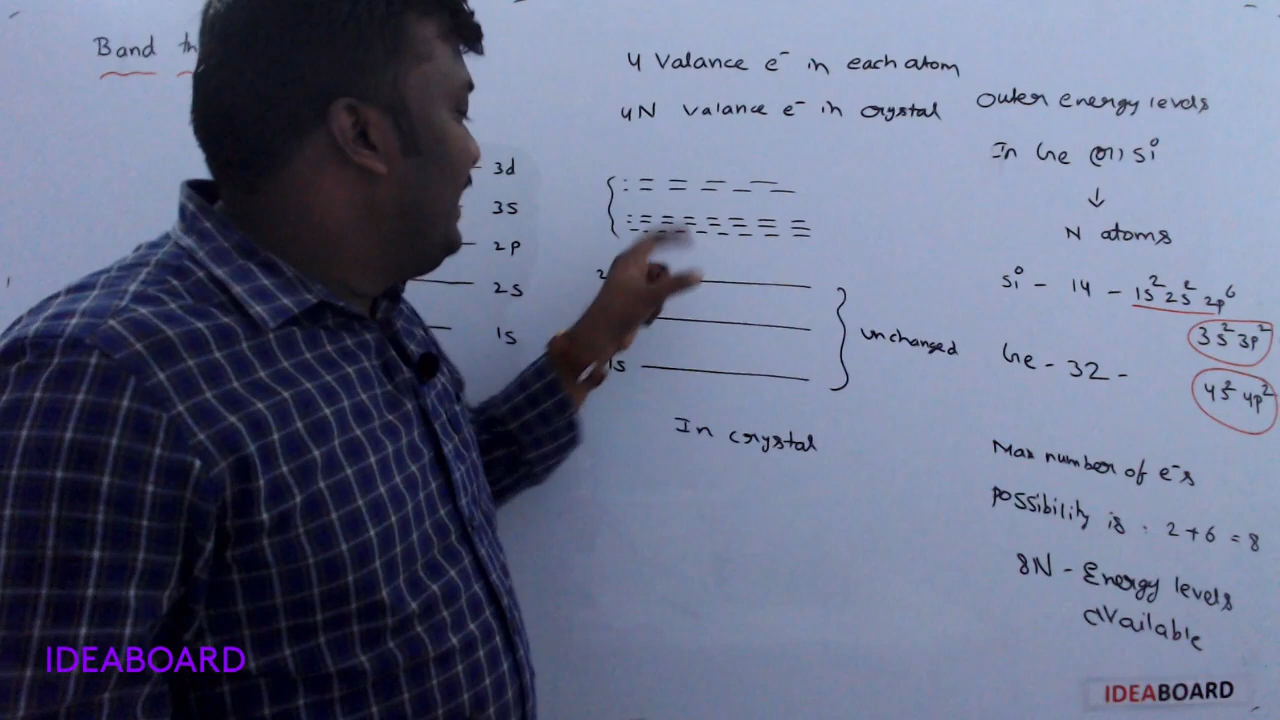 Band th
3d
3s
2p
2s
1s
4 Valance e⁻ in each atom
4N Valance e⁻ in crystal
2
1s
unchanged
In crystal
outer energy levels
In Ge (or) Si
↓
N atoms
Si - 14 - 1s² 2s² 2p⁶
3s² 3p²
Ge - 32 -
4s² 4p²
Max number of e⁻s
possibility is : 2+6 = 8
8N - Energy levels
available
IDEABOARD
IDEABOARD